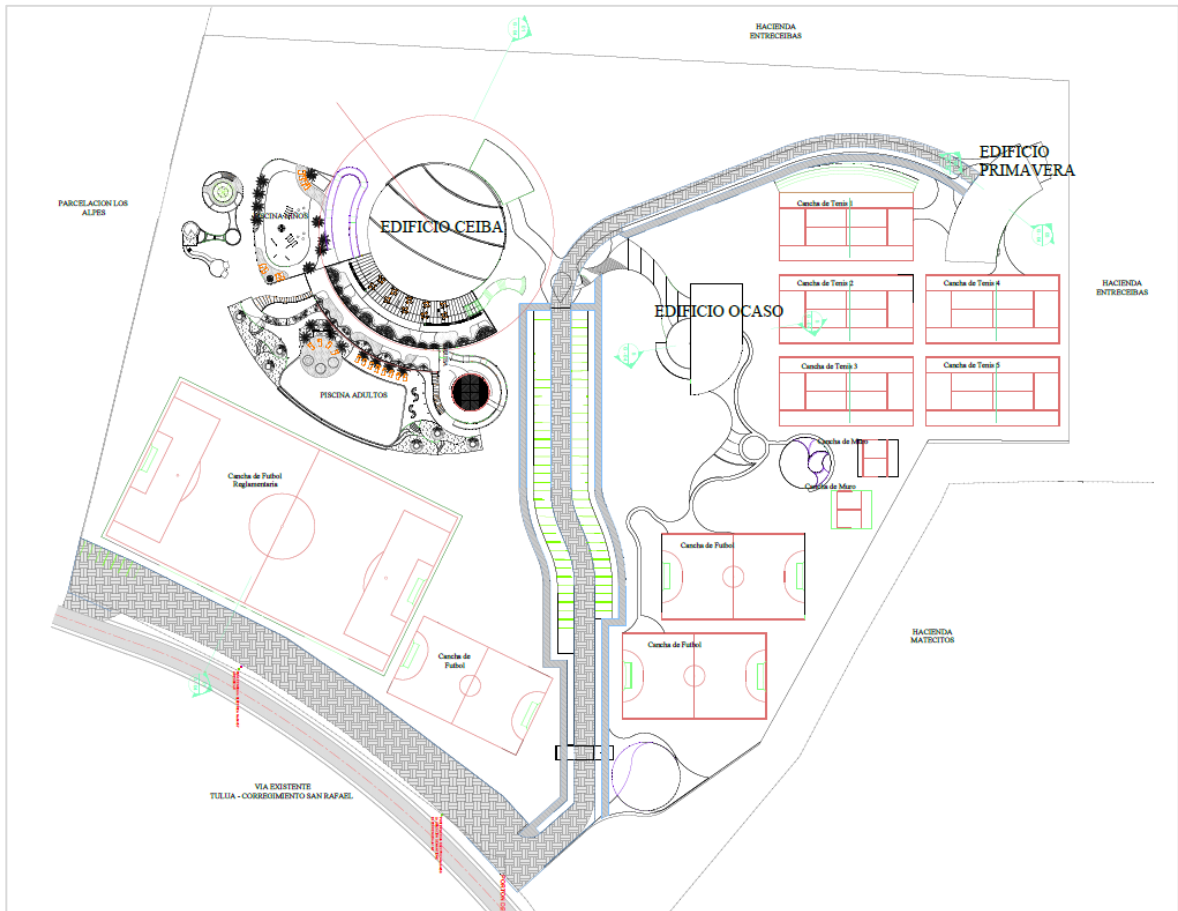 HACIENDA
ENTRECEIBAS
EDIFICIO
PRIMAVERA
PARCELACION LOS
ALPES
Cancha de Tenis 1
EDIFICIO CEIBA
HACIENDA
ENTRECEIBAS
Cancha de Tenis 2
Cancha de Tenis 4
EDIFICIO OCASO
Cancha de Tenis 3
Cancha de Tenis 5
PISCINA ADULTOS
Cancha de Muro
Cancha de Futbol
Reglamentaria
Cancha de Muro
Cancha de Futbol
HACIENDA
MATECITOS
Cancha de Futbol
Cancha de
Futbol
VIA EXISTENTE
TULUA - CORREGIMIENTO SAN RAFAEL